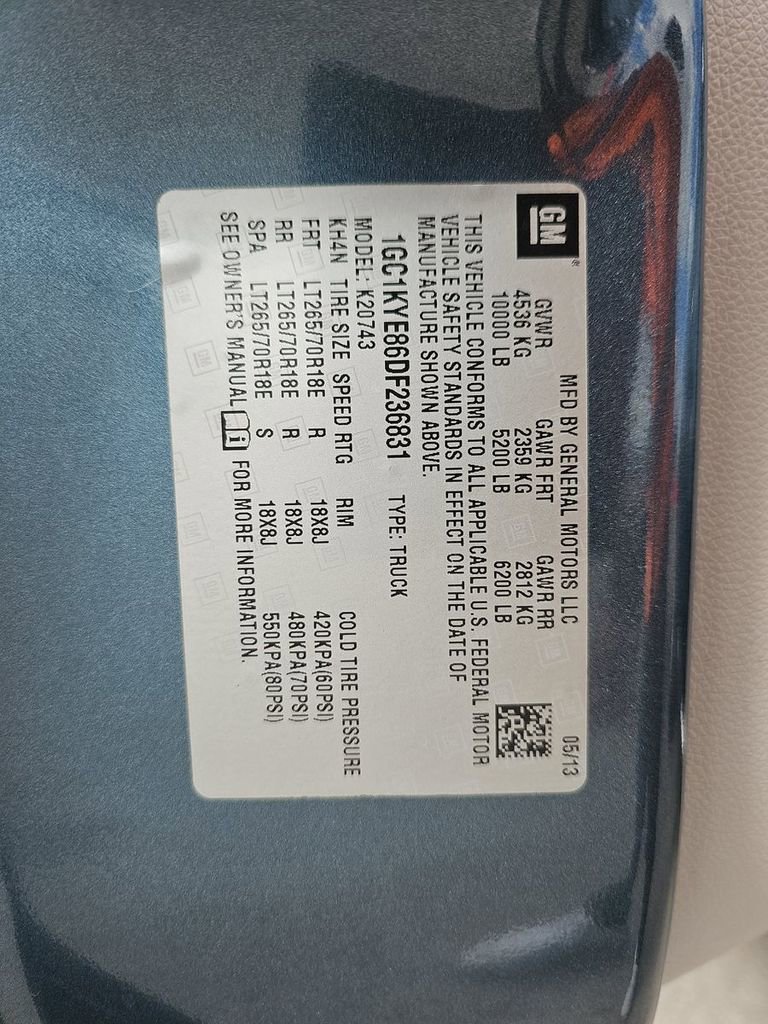 GM®
MFD BY GENERAL MOTORS LLC 05/13
GVWR GAWR FRT GAWR RR
4536 KG 2359 KG 2812 KG
10000 LB 5200 LB 6200 LB
THIS VEHICLE CONFORMS TO ALL APPLICABLE U.S. FEDERAL MOTOR
VEHICLE SAFETY STANDARDS IN EFFECT ON THE DATE OF
MANUFACTURE SHOWN ABOVE.
1GC1KYE86DF236831 TYPE: TRUCK
MODEL: K20743
KH4N TIRE SIZE SPEED RTG RIM COLD TIRE PRESSURE
FRT LT265/70R18E R 18X8J 420KPA(60PSI)
RR LT265/70R18E R 18X8J 480KPA(70PSI)
SPA LT265/70R18E S 18X8J 550KPA(80PSI)
SEE OWNER'S MANUAL i FOR MORE INFORMATION.